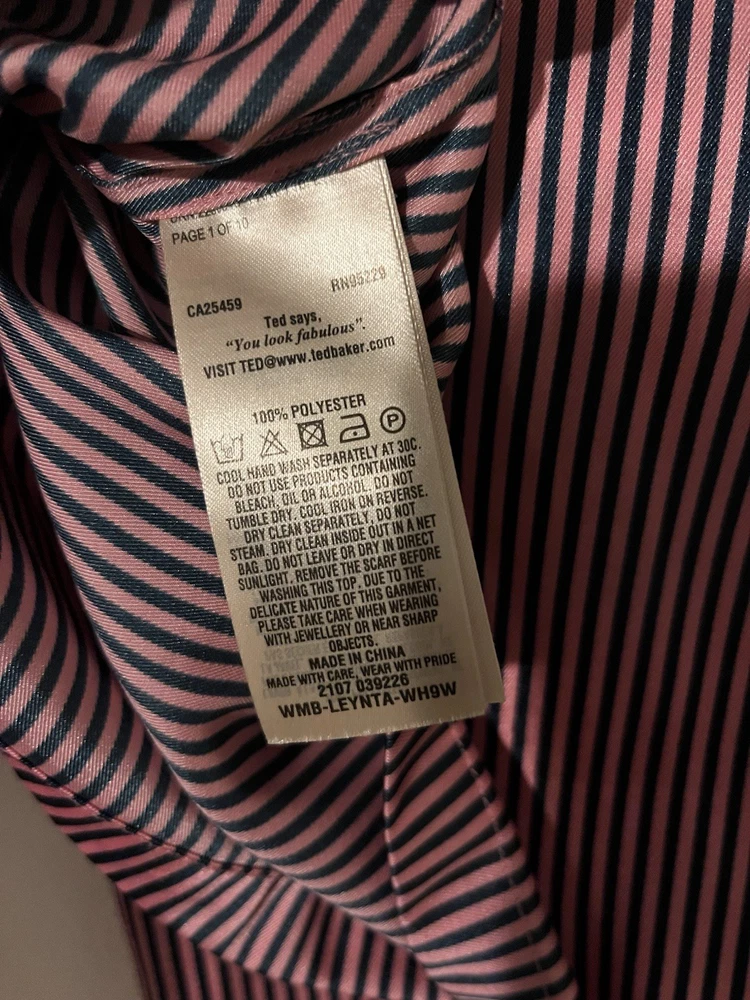 PAGE 1 OF 10
RN95229
CA25459
Ted says,
“You look fabulous”.
VISIT TED@www.tedbaker.com
100% POLYESTER
P
COOL HAND WASH SEPARATELY AT 30C.
DO NOT USE PRODUCTS CONTAINING
BLEACH, OIL OR ALCOHOL. DO NOT
TUMBLE DRY. COOL IRON ON REVERSE.
DRY CLEAN SEPARATELY. DO NOT
STEAM. DRY CLEAN INSIDE OUT IN A NET
BAG. DO NOT LEAVE OR DRY IN DIRECT
SUNLIGHT. REMOVE THE SCARF BEFORE
WASHING THIS TOP. DUE TO THE
DELICATE NATURE OF THIS GARMENT,
PLEASE TAKE CARE WHEN WEARING
WITH JEWELLERY OR NEAR SHARP
OBJECTS.
MADE IN CHINA
MADE WITH CARE, WEAR WITH PRIDE
2107 039226
WMB-LEYNTA-WH9W